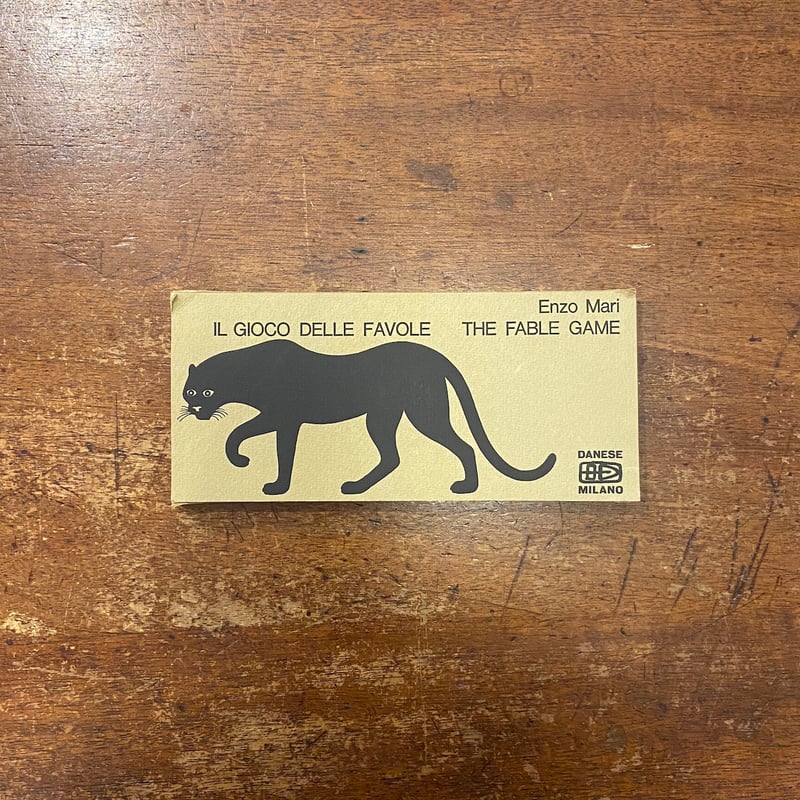 Enzo Mari
IL GIOCO DELLE FAVOLE THE FABLE GAME
DANESE
MILANO